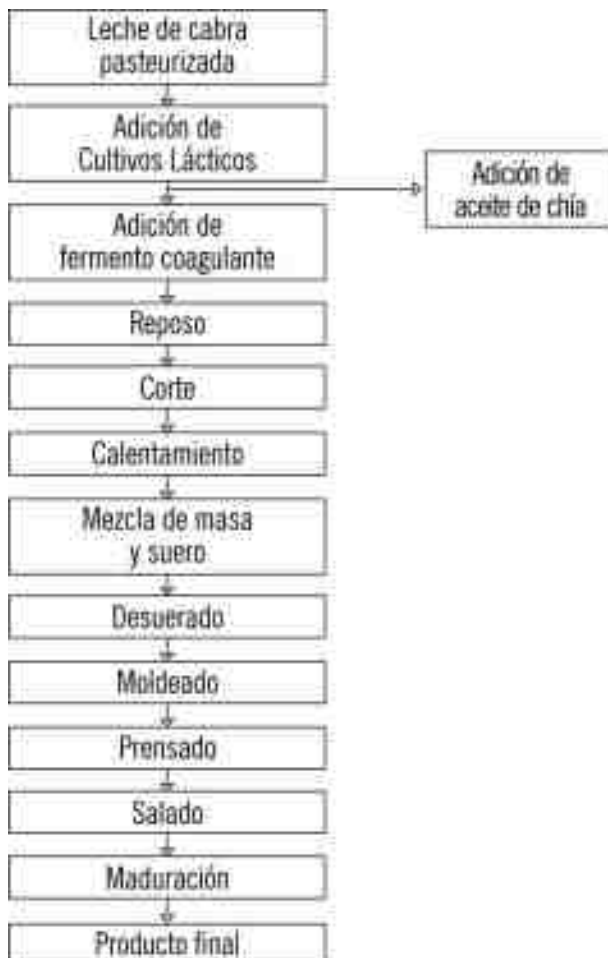 Leche de cabra
pasteurizada
Adición de
Cultivos Lácticos
Adición de
aceite de chía
Adición de
fermento coagulante
Reposo
Corte
Calentamiento
Mezcla de masa
y suero
Desuerado
Moldeado
Prensado
Salado
Maduración
Producto final